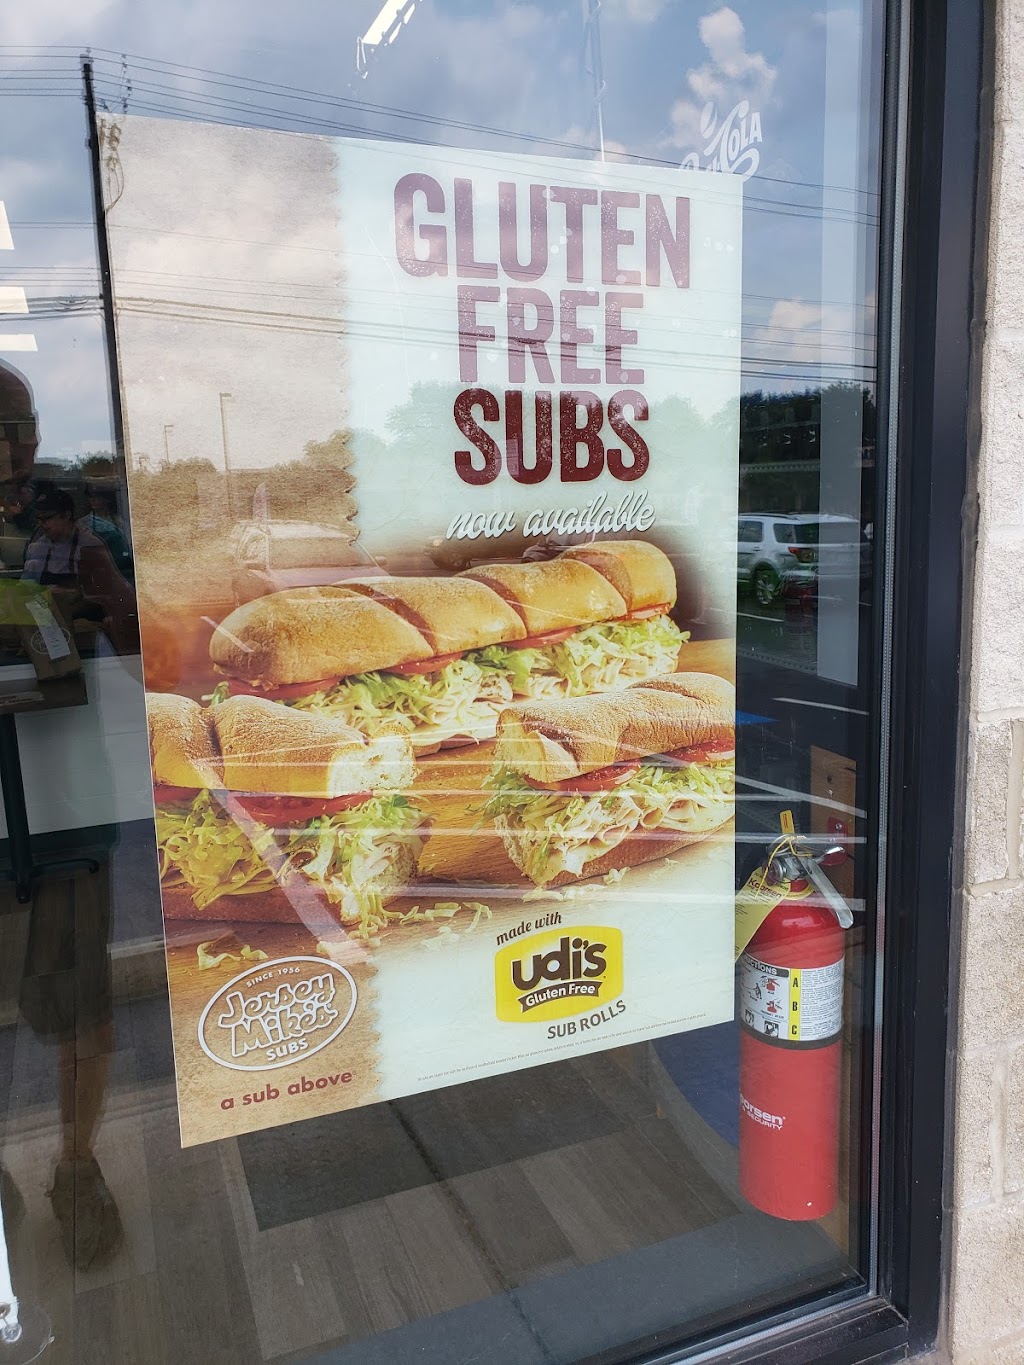 GLUTEN
FREE
SUBS
now available
made with
udi's
Gluten Free
SUB ROLLS
SINCE 1956
Jersey
Mike's
SUBS
a sub above
A
B
C